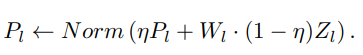 P_l ← Norm (ηP_l + W_l · (1 − η)Z_l) .